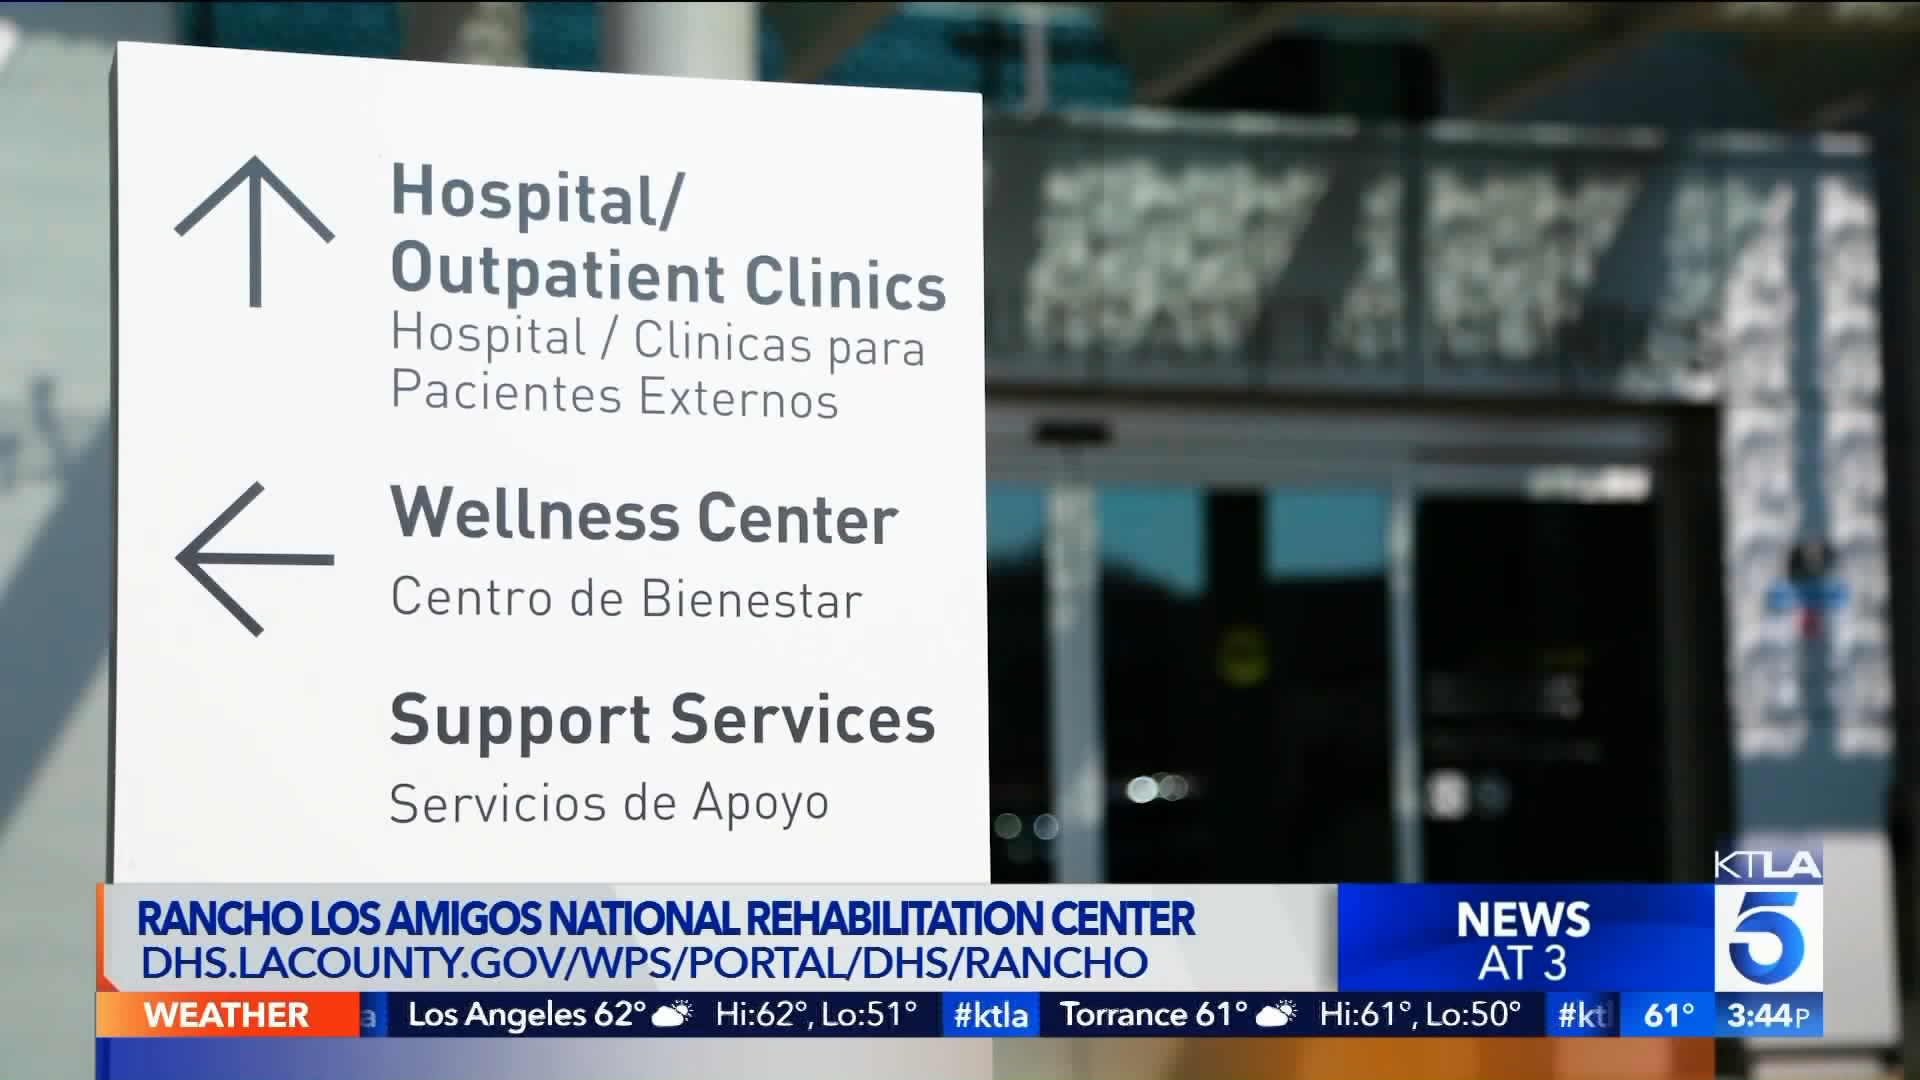 Hospital/
Outpatient Clinics
Hospital / Clinicas para
Pacientes Externos
Wellness Center
Centro de Bienestar
Support Services
Servicios de Apoyo
KTLA
5
RANCHO LOS AMIGOS NATIONAL REHABILITATION CENTER
DHS.LACOUNTY.GOV/WPS/PORTAL/DHS/RANCHO
NEWS
AT 3
WEATHER a Los Angeles 62° Hi:62°, Lo:51° #ktla Torrance 61° Hi:61°, Lo:50° #kt 61° 3:44P